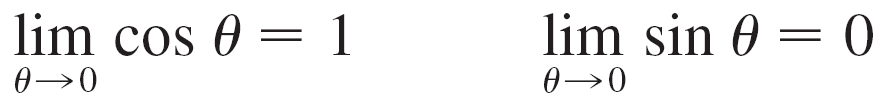 lim cos θ = 1    lim sin θ = 0
θ→0    θ→0